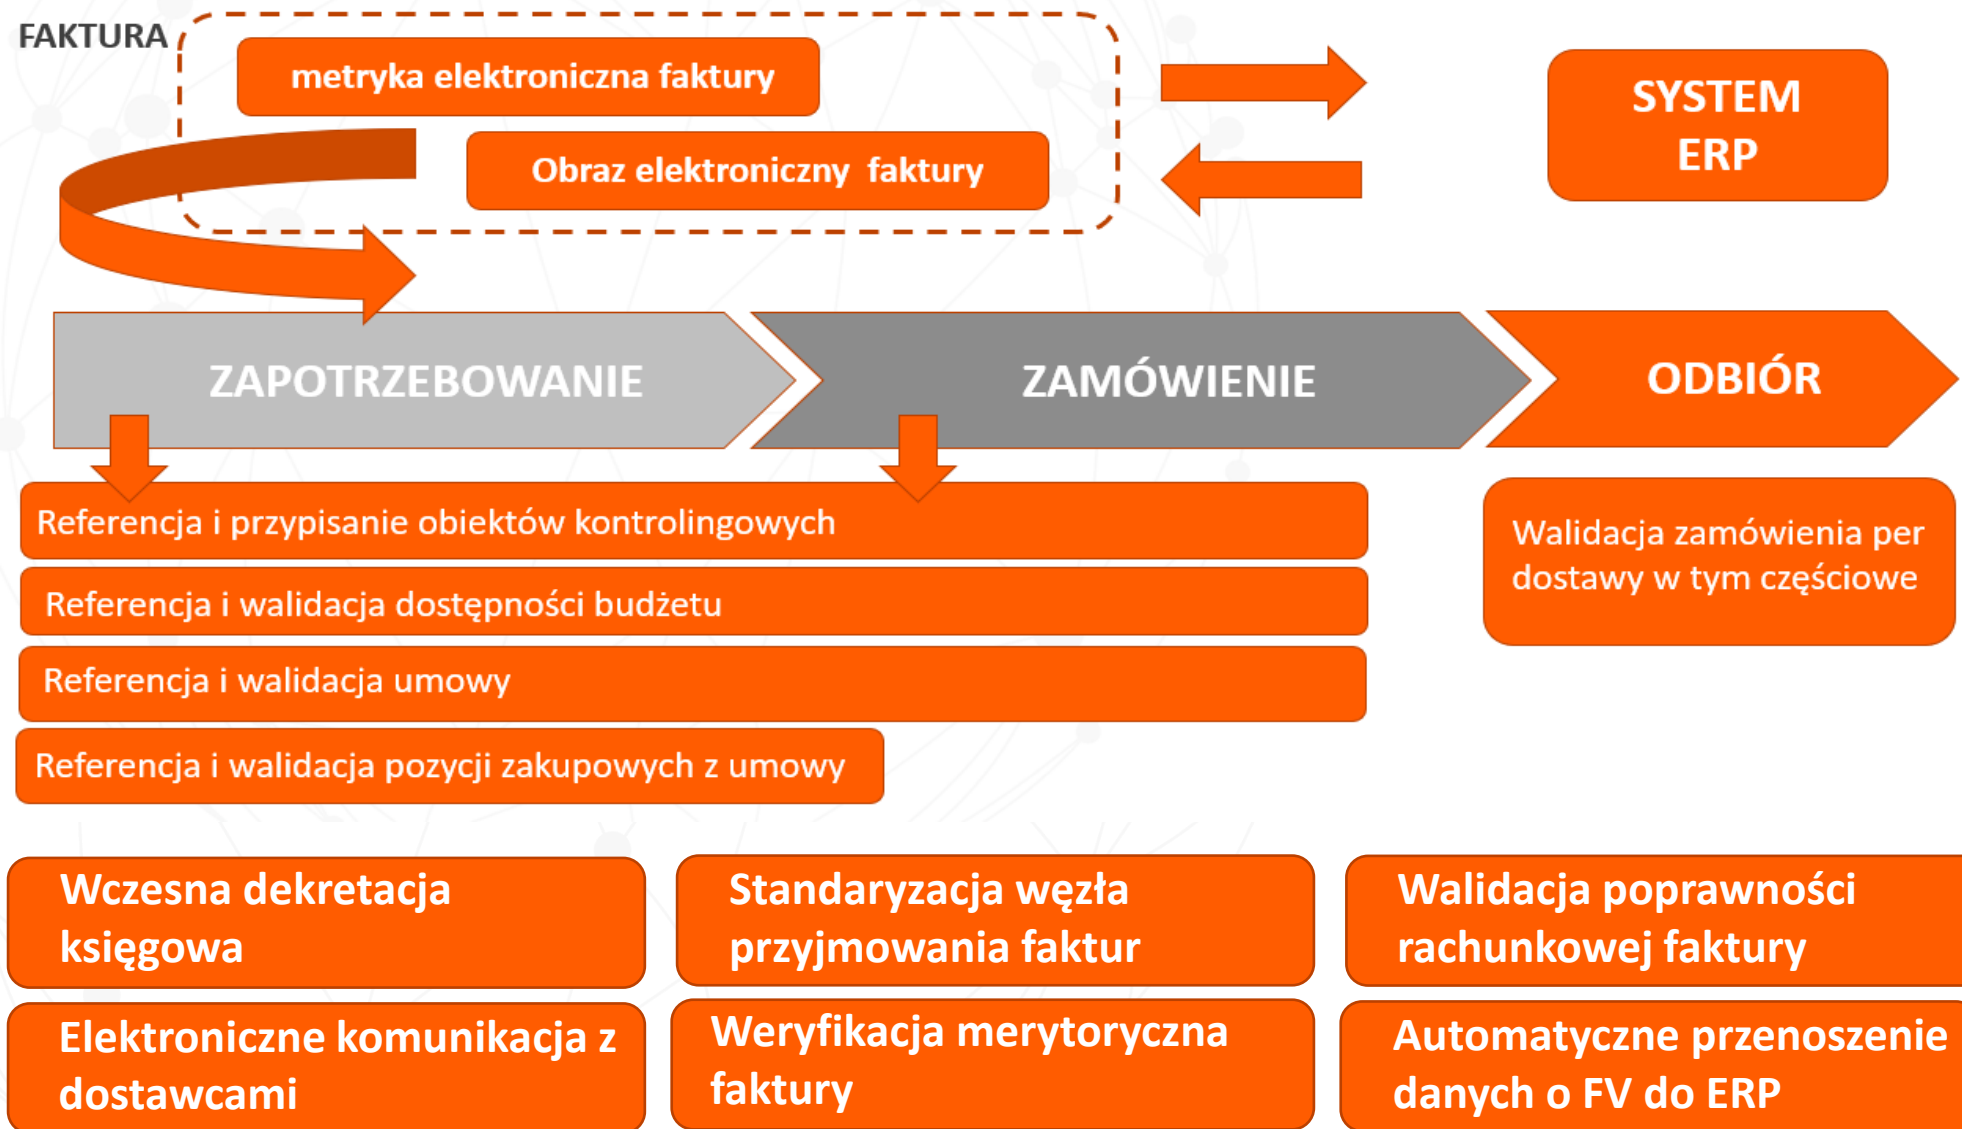 FAKTURA
metryka elektroniczna faktury
Obraz elektroniczny faktury
SYSTEM
ERP
ZAPOTRZEBOWANIE
ZAMÓWIENIE
ODBIÓR
Referencja i przypisanie obiektów kontrolingowych
Referencja i walidacja dostępności budżetu
Referencja i walidacja umowy
Referencja i walidacja pozycji zakupowych z umowy
Walidacja zamówienia per
dostawy w tym częściowe
Wczesna dekretacja
księgowa
Standaryzacja węzła
przyjmowania faktur
Walidacja poprawności
rachunkowej faktury
Elektroniczne komunikacja z
dostawcami
Weryfikacja merytoryczna
faktury
Automatyczne przenoszenie
danych o FV do ERP